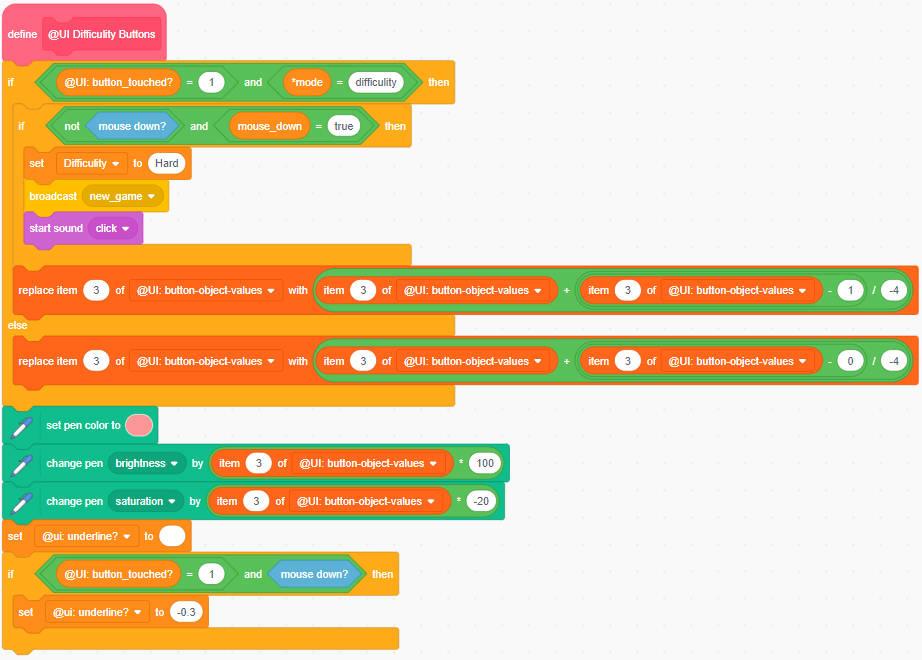 define @UI Difficulity Buttons
if @UI: button_touched? = 1 and *mode = difficulity then
if not mouse down? and mouse_down = true then
set Difficulity to Hard
broadcast new_game
start sound click
replace item 3 of @UI: button-object-values with item 3 of @UI: button-object-values + item 3 of @UI: button-object-values - 1 / -4
else
replace item 3 of @UI: button-object-values with item 3 of @UI: button-object-values + item 3 of @UI: button-object-values - 0 / -4
set pen color to
change pen brightness by item 3 of @UI: button-object-values * 100
change pen saturation by item 3 of @UI: button-object-values * -20
set @ui: underline? to
if @UI: button_touched? = 1 and mouse down? then
set @ui: underline? to -0.3